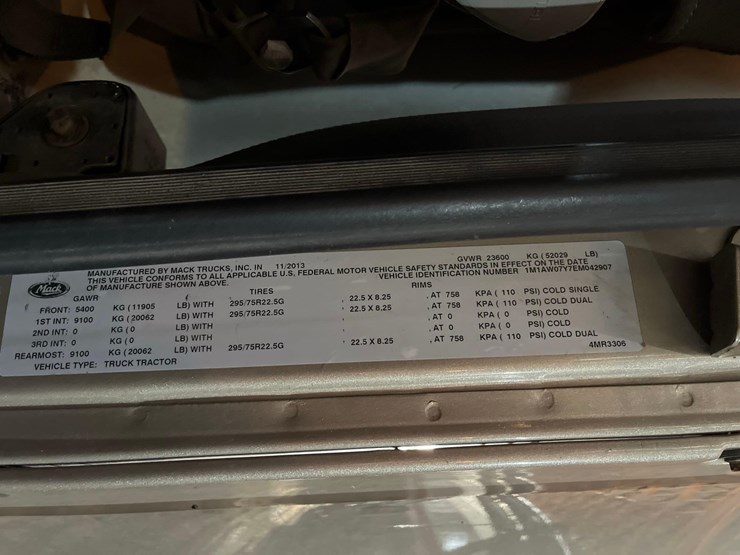 Mack
MANUFACTURED BY MACK TRUCKS, INC. IN 11/2013 GVWR 23600 KG ( 52029 LB)
THIS VEHICLE CONFORMS TO ALL APPLICABLE U.S. FEDERAL MOTOR VEHICLE SAFETY STANDARDS IN EFFECT ON THE DATE
OF MANUFACTURE SHOWN ABOVE. VEHICLE IDENTIFICATION NUMBER 1M1AW07Y7EM042907
GAWR TIRES RIMS
FRONT: 5400 KG ( 11905 LB) WITH 295/75R22.5G , 22.5 X 8.25 , AT 758 KPA ( 110 PSI) COLD SINGLE
1ST INT: 9100 KG ( 20062 LB) WITH 295/75R22.5G , 22.5 X 8.25 , AT 758 KPA ( 110 PSI) COLD DUAL
2ND INT: 0 KG ( 0 LB) WITH , , AT 0 KPA ( 0 PSI) COLD
3RD INT: 0 KG ( 0 LB) WITH , , AT 0 KPA ( 0 PSI) COLD
REARMOST: 9100 KG ( 20062 LB) WITH 295/75R22.5G , 22.5 X 8.25 , AT 758 KPA ( 110 PSI) COLD DUAL
VEHICLE TYPE: TRUCK TRACTOR 4MR3306